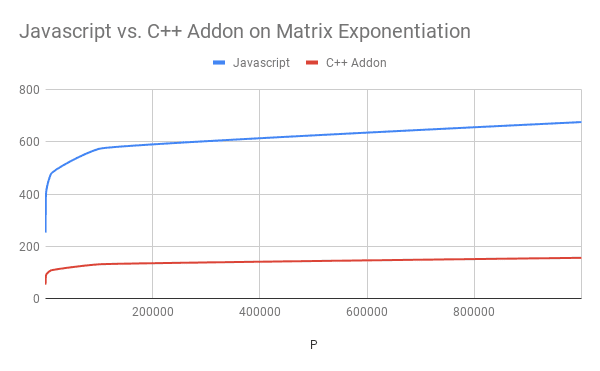 Javascript vs. C++ Addon on Matrix Exponentiation
Javascript C++ Addon
800
600
400
200
0
200000 400000 600000 800000
P